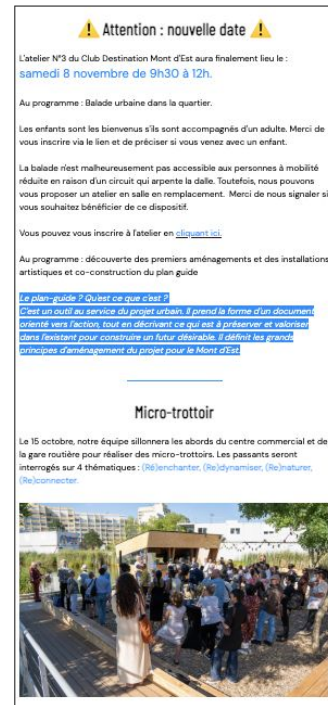 ⚠️ Attention : nouvelle date ⚠️
L'atelier N°3 du Club Destination Mont d'Est aura finalement lieu le :
samedi 8 novembre de 9h30 à 12h.
Au programme : Balade urbaine dans la quartier.
Les enfants sont les bienvenus s'ils sont accompagnés d'un adulte. Merci de
vous inscrire via le lien et de préciser si vous venez avec un enfant.
La balade n'est malheureusement pas accessible aux personnes à mobilité
réduite en raison d'un circuit qui arpente la dalle. Toutefois, nous pouvons
vous proposer un atelier en salle en remplacement. Merci de nous signaler si
vous souhaitez bénéficier de ce dispositif.
Vous pouvez vous inscrire à l'atelier en cliquant ici.
Au programme : découverte des premiers aménagements et des installations
artistiques et co-construction du plan guide
Le plan-guide ? Qu'est ce que c'est ?
C'est un outil au service du projet urbain. Il prend la forme d'un document
orienté vers l'action, tout en décrivant ce qui est à préserver et valoriser
dans l'existant pour construire un futur désirable. Il définit les grands
principes d'aménagement du projet pour le Mont d'Est.
Micro-trottoir
Le 15 octobre, notre équipe sillonnera les abords du centre commercial et de
la gare routière pour réaliser des micro-trottoirs. Les passants seront
interrogés sur 4 thématiques : (Ré)enchanter, (Re)dynamiser, (Re)naturer,
(Re)connecter.